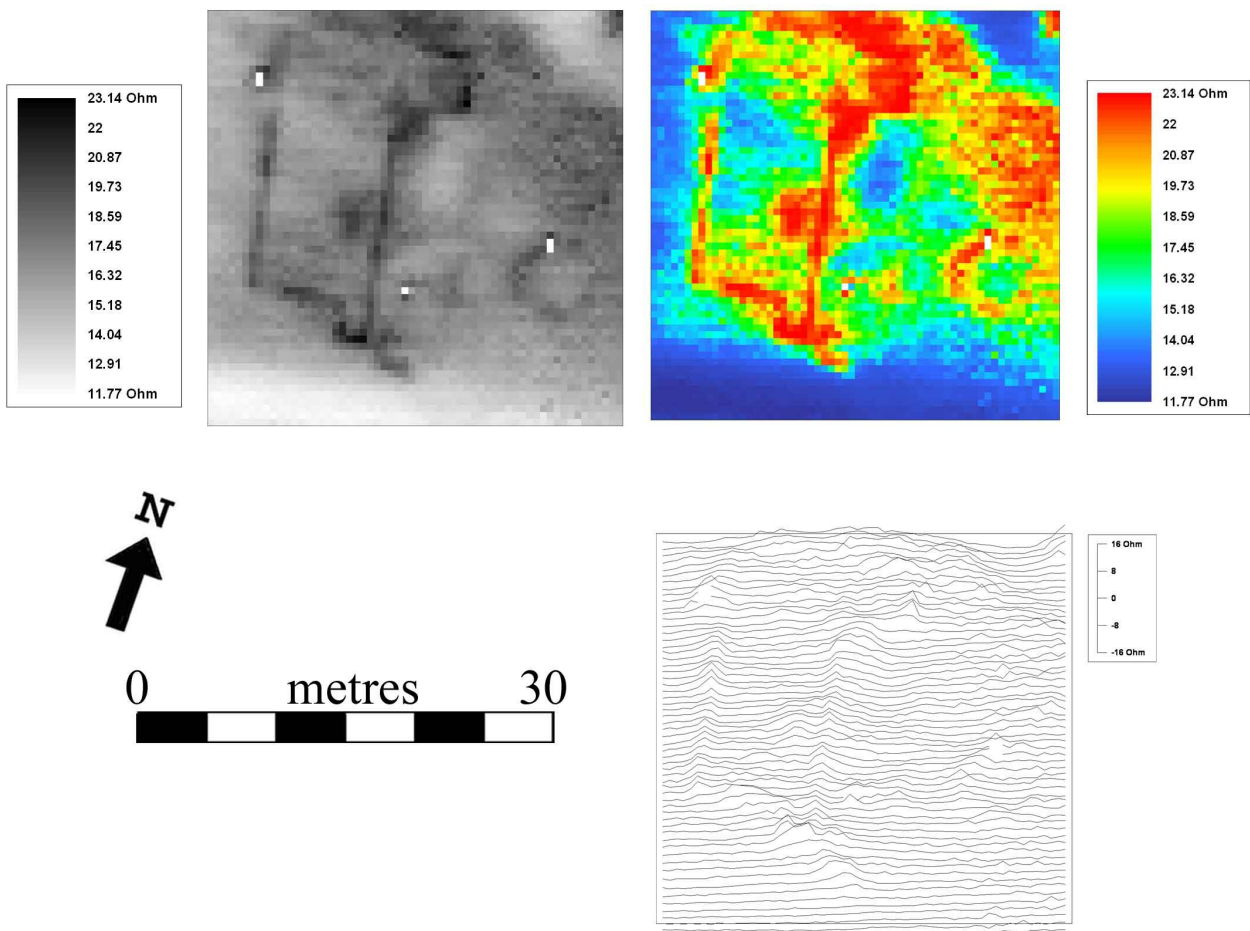 23.14 Ohm
22
20.87
19.73
18.59
17.45
16.32
15.18
14.04
12.91
11.77 Ohm
23.14 Ohm
22
20.87
19.73
18.59
17.45
16.32
15.18
14.04
12.91
11.77 Ohm
N
0 metres 30
16 Ohm
8
0
-8
-16 Ohm